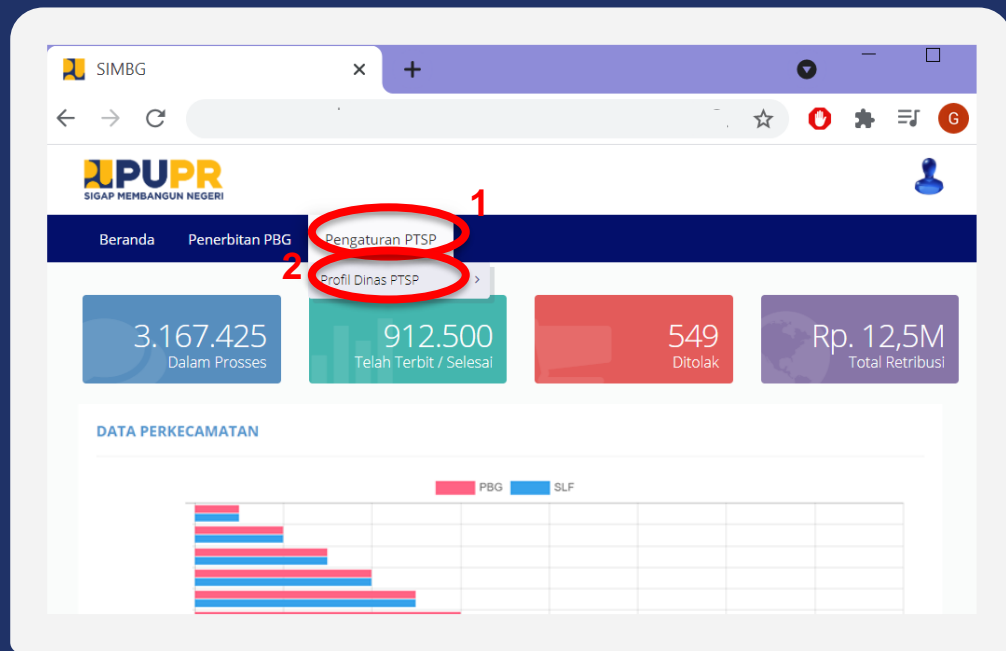 SIMBG
G
PUPR
SIGAP MEMBANGUN NEGERI
1
Beranda Penerbitan PBG Pengaturan PTSP
2
Profil Dinas PTSP
3.167.425
Dalam Prosses
912.500
Telah Terbit / Selesai
549
Ditolak
Rp. 12,5M
Total Retribusi
DATA PERKECAMATAN
PBG SLF